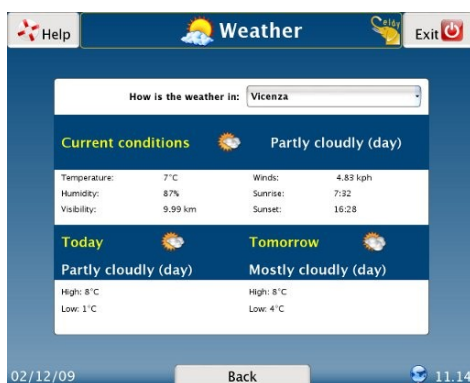 Help
Weather
Eldy
Exit
How is the weather in: Vicenza
Current conditions Partly cloudly (day)
Temperature: 7°C Winds: 4.83 kph
Humidity: 87% Sunrise: 7:32
Visibility: 9.99 km Sunset: 16:28
Today Tomorrow
Partly cloudly (day) Mostly cloudly (day)
High: 8°C High: 8°C
Low: 1°C Low: 4°C
02/12/09 Back 11.14